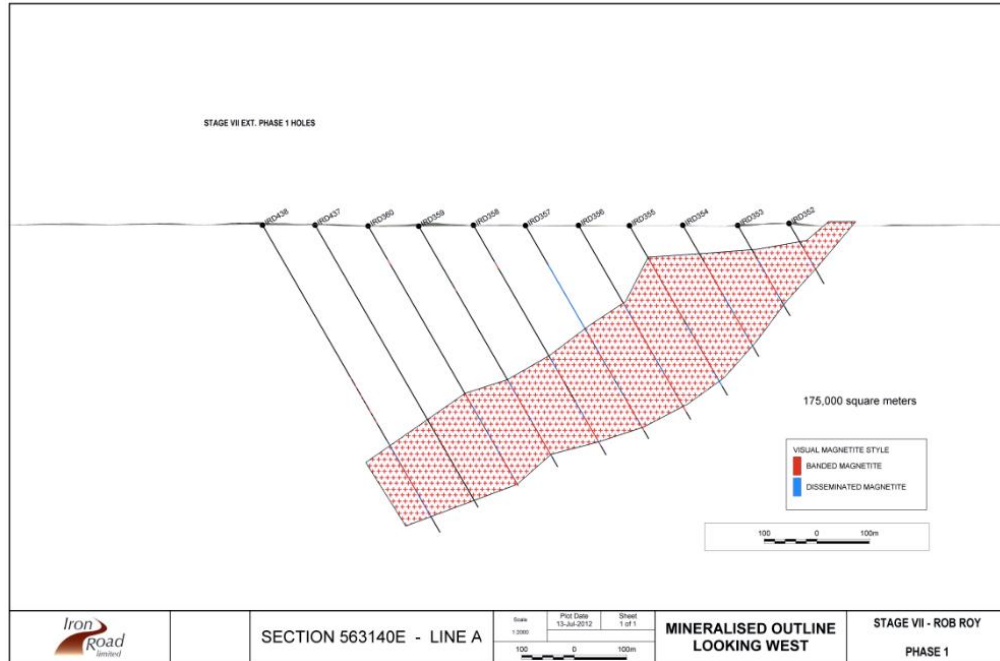 STAGE VII EXT. PHASE 1 HOLES
IRD438
IRD437
IRD360
IRD359
IRD358
IRD357
IRD356
IRD355
IRD354
IRD353
IRD352
175,000 square meters
VISUAL MAGNETITE STYLE
BANDED MAGNETITE
DISSEMINATED MAGNETITE
100 0 100m
Iron
Road
limited
SECTION 563140E - LINE A
Scale
1:2000
Plot Date
13-Jul-2012
Sheet
1 of 1
100 0 100m
MINERALISED OUTLINE
LOOKING WEST
STAGE VII - ROB ROY
PHASE 1